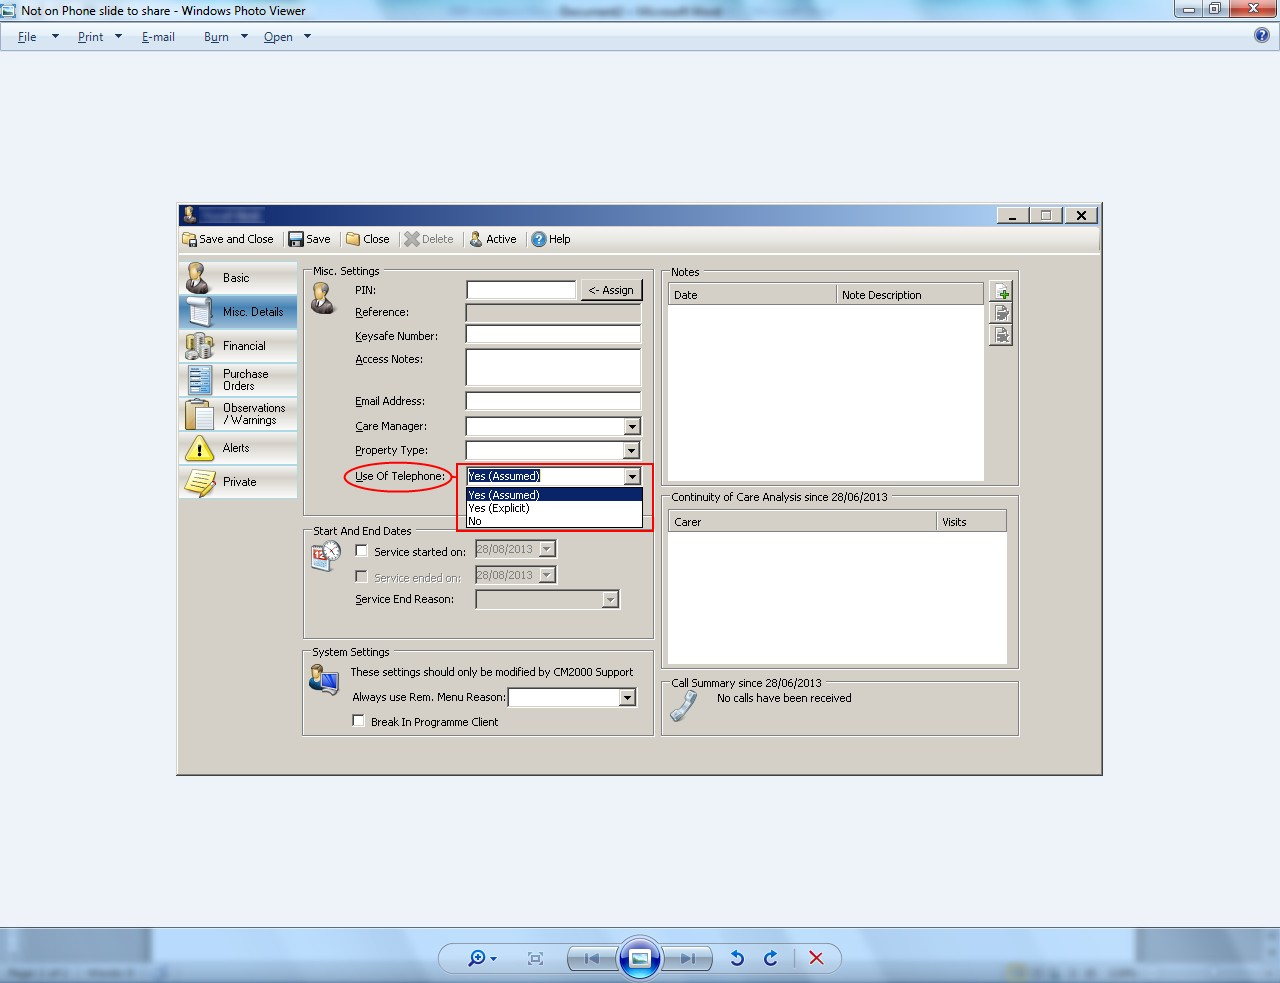 Not on Phone slide to share - Windows Photo Viewer
File Print E-mail Burn Open
Save and Close Save Close Delete Active Help
Basic
Misc. Details
Financial
Purchase
Orders
Observations
/ Warnings
Alerts
Private
Misc. Settings
PIN: <- Assign
Reference:
Keysafe Number:
Access Notes:
Email Address:
Care Manager:
Property Type:
Use Of Telephone: Yes (Assumed)
Yes (Assumed)
Yes (Explicit)
No
Start And End Dates
Service started on: 28/08/2013
Service ended on: 28/08/2013
Service End Reason:
System Settings
These settings should only be modified by CM2000 Support
Always use Rem. Menu Reason:
Break In Programme Client
Notes
Date Note Description
Continuity of Care Analysis since 28/06/2013
Carer Visits
Call Summary since 28/06/2013
No calls have been received